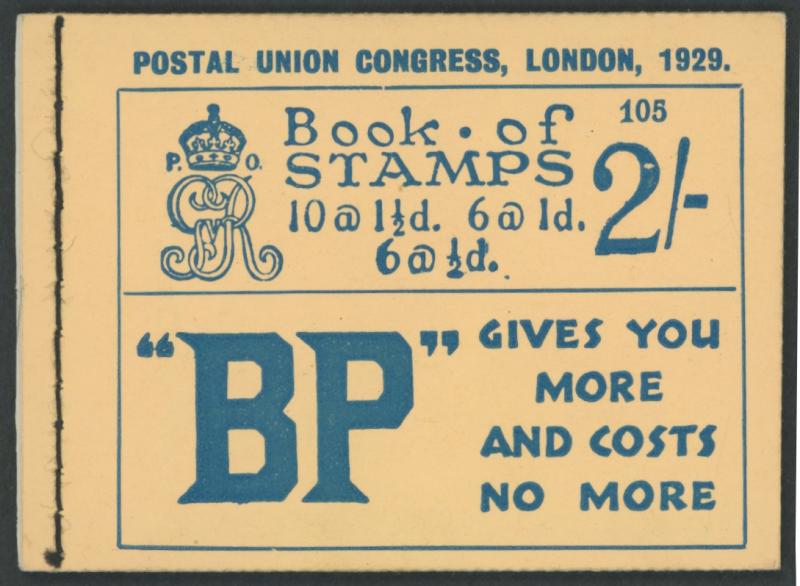 POSTAL UNION CONGRESS, LONDON, 1929.
105
P. O.
GRV
Book · of
STAMPS
2/-
10 @ 1½d. 6 @ 1d.
6 @ ½d.
"BP"
GIVES YOU
MORE
AND COSTS
NO MORE